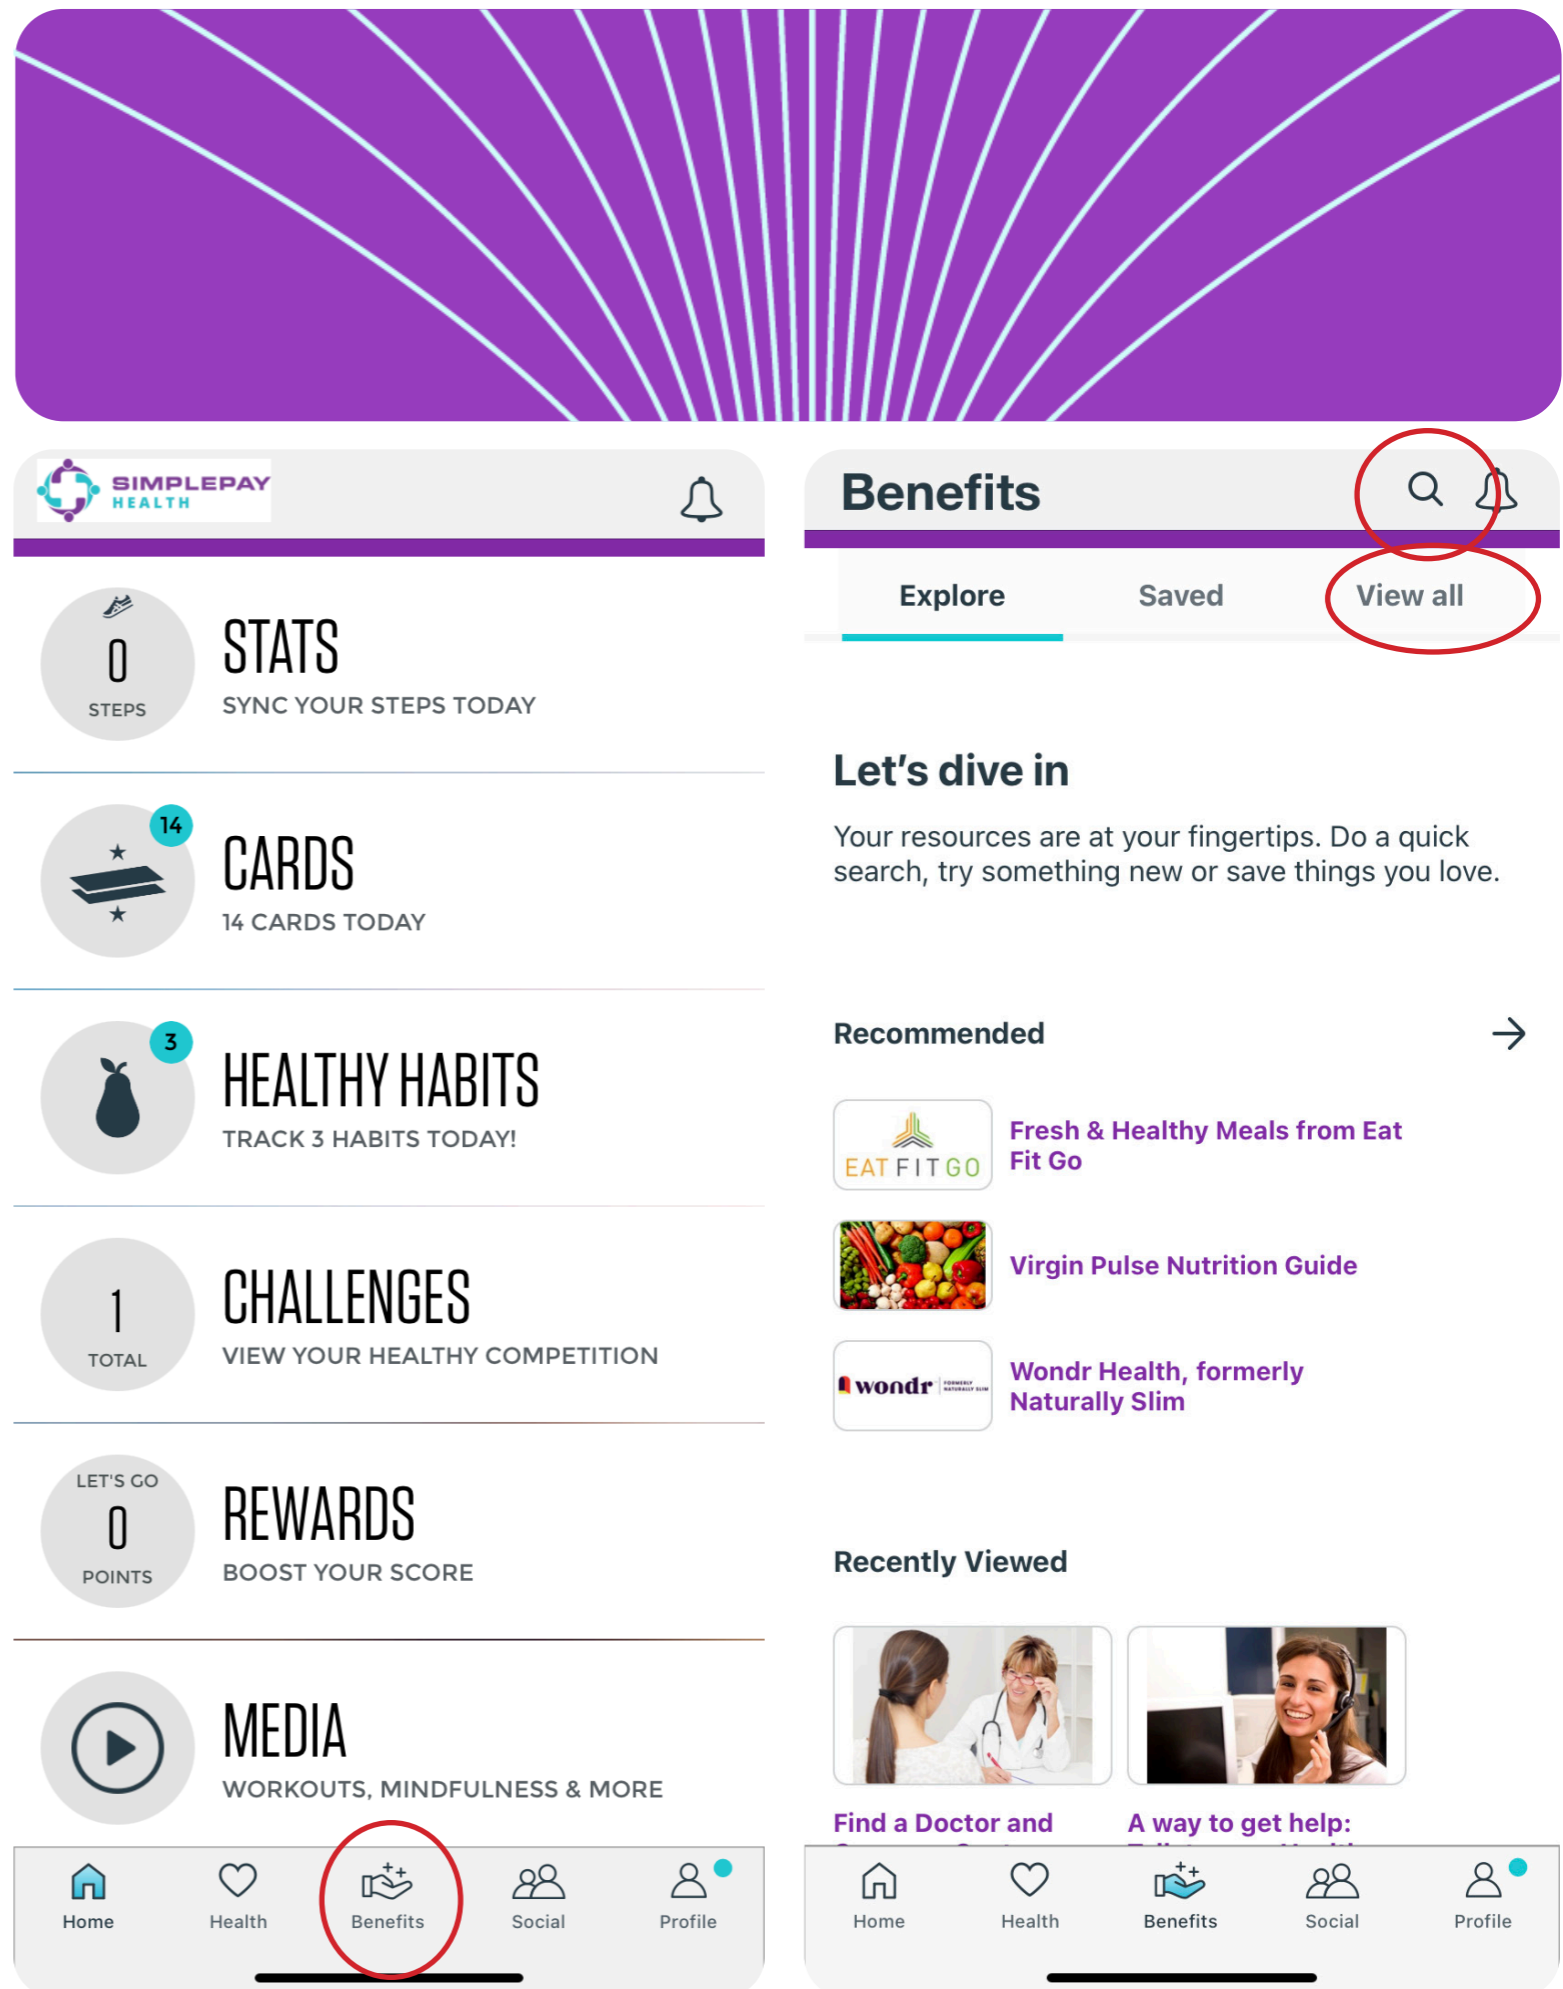 SIMPLEPAY
HEALTH
0
STEPS
STATS
SYNC YOUR STEPS TODAY
14
CARDS
14 CARDS TODAY
3
HEALTHY HABITS
TRACK 3 HABITS TODAY!
1
TOTAL
CHALLENGES
VIEW YOUR HEALTHY COMPETITION
LET'S GO
0
POINTS
REWARDS
BOOST YOUR SCORE
MEDIA
WORKOUTS, MINDFULNESS & MORE
Home Health Benefits Social Profile
Benefits
Explore Saved View all
Let's dive in
Your resources are at your fingertips. Do a quick
search, try something new or save things you love.
Recommended
EAT FIT GO
Fresh & Healthy Meals from Eat
Fit Go
Virgin Pulse Nutrition Guide
wondr
FORMERLY
NATURALLY SLIM
Wondr Health, formerly
Naturally Slim
Recently Viewed
Find a Doctor and
A way to get help:
Home Health Benefits Social Profile